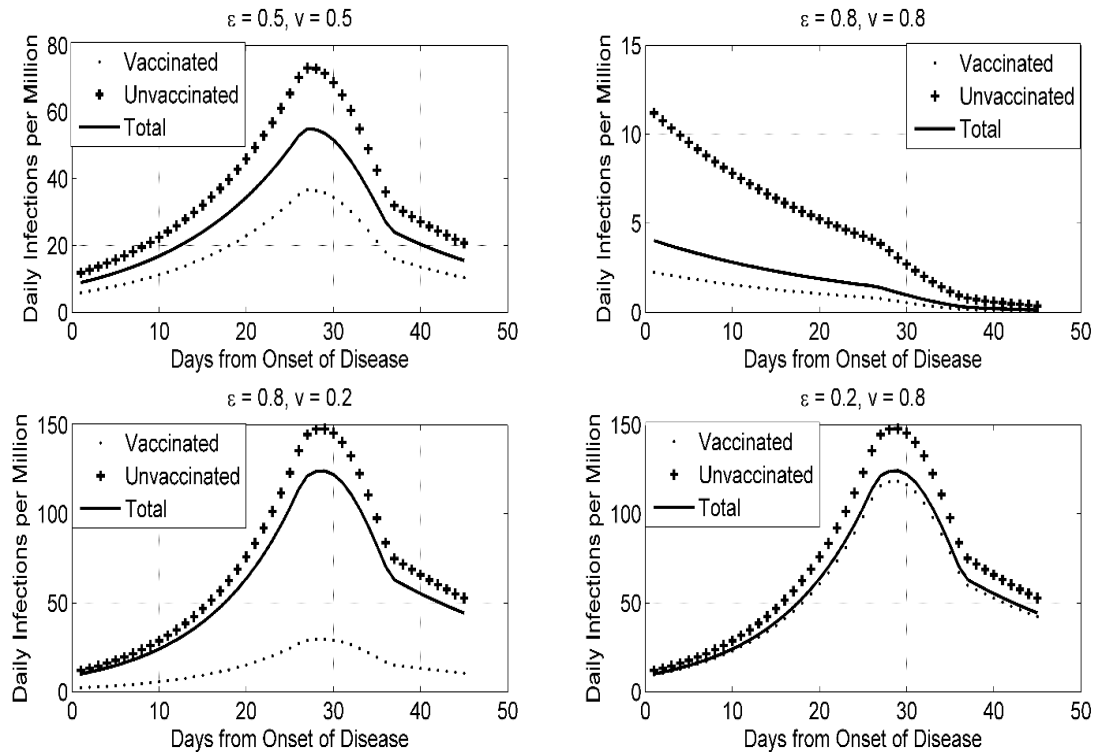 ε = 0.5, v = 0.5
Daily Infections per Million
80
60
40
20
0
Vaccinated
Unvaccinated
Total
0 10 20 30 40 50
Days from Onset of Disease
ε = 0.8, v = 0.8
Daily Infections per Million
15
10
5
0
Vaccinated
Unvaccinated
Total
0 10 20 30 40 50
Days from Onset of Disease
ε = 0.8, v = 0.2
Daily Infections per Million
150
100
50
0
Vaccinated
Unvaccinated
Total
0 10 20 30 40 50
Days from Onset of Disease
ε = 0.2, v = 0.8
Daily Infections per Million
150
100
50
0
Vaccinated
Unvaccinated
Total
0 10 20 30 40 50
Days from Onset of Disease